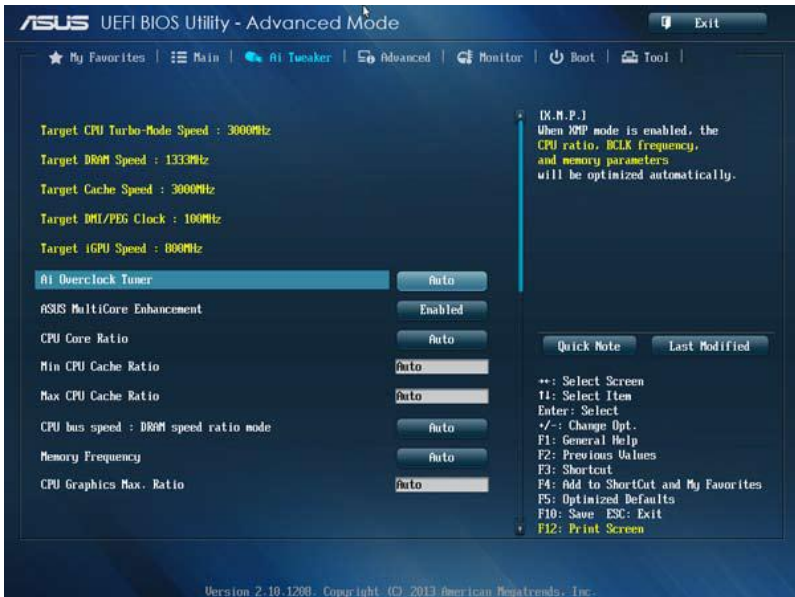 ASUS UEFI BIOS Utility - Advanced Mode
Exit
My Favorites | Main | Ai Tweaker | Advanced | Monitor | Boot | Tool |
Target CPU Turbo-Mode Speed : 3000MHz
Target DRAM Speed : 1333MHz
Target Cache Speed : 3000MHz
Target DMI/PEG Clock : 100MHz
Target iGPU Speed : 800MHz
Ai Overclock Tuner Auto
ASUS MultiCore Enhancement Enabled
CPU Core Ratio Auto
Min CPU Cache Ratio Auto
Max CPU Cache Ratio Auto
CPU bus speed : DRAM speed ratio mode Auto
Memory Frequency Auto
CPU Graphics Max. Ratio Auto
[X.M.P.]
When XMP mode is enabled, the
CPU ratio, BCLK frequency,
and memory parameters
will be optimized automatically.
Quick Note Last Modified
→←: Select Screen
↑↓: Select Item
Enter: Select
+/-: Change Opt.
F1: General Help
F2: Previous Values
F3: Shortcut
F4: Add to ShortCut and My Favorites
F5: Optimized Defaults
F10: Save ESC: Exit
F12: Print Screen
Version 2.10.1208. Copyright (C) 2013 American Megatrends, Inc.